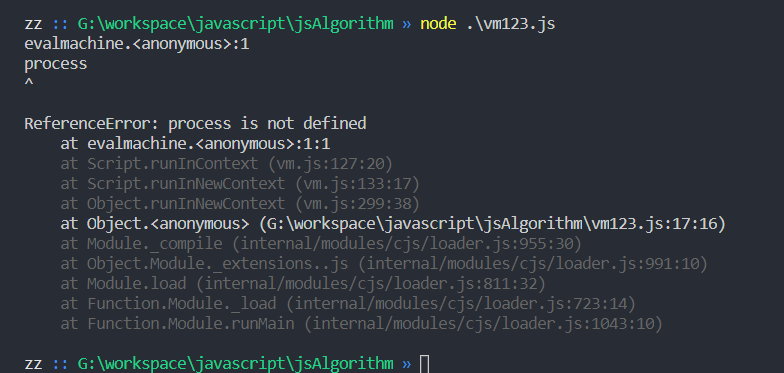 zz :: G:\workspace\javascript\jsAlgorithm » node .\vm123.js
evalmachine.<anonymous>:1
process
^
ReferenceError: process is not defined
    at evalmachine.<anonymous>:1:1
    at Script.runInContext (vm.js:127:20)
    at Script.runInNewContext (vm.js:133:17)
    at Object.runInNewContext (vm.js:299:38)
    at Object.<anonymous> (G:\workspace\javascript\jsAlgorithm\vm123.js:17:16)
    at Module._compile (internal/modules/cjs/loader.js:955:30)
    at Object.Module._extensions..js (internal/modules/cjs/loader.js:991:10)
    at Module.load (internal/modules/cjs/loader.js:811:32)
    at Function.Module._load (internal/modules/cjs/loader.js:723:14)
    at Function.Module.runMain (internal/modules/cjs/loader.js:1043:10)
zz :: G:\workspace\javascript\jsAlgorithm »